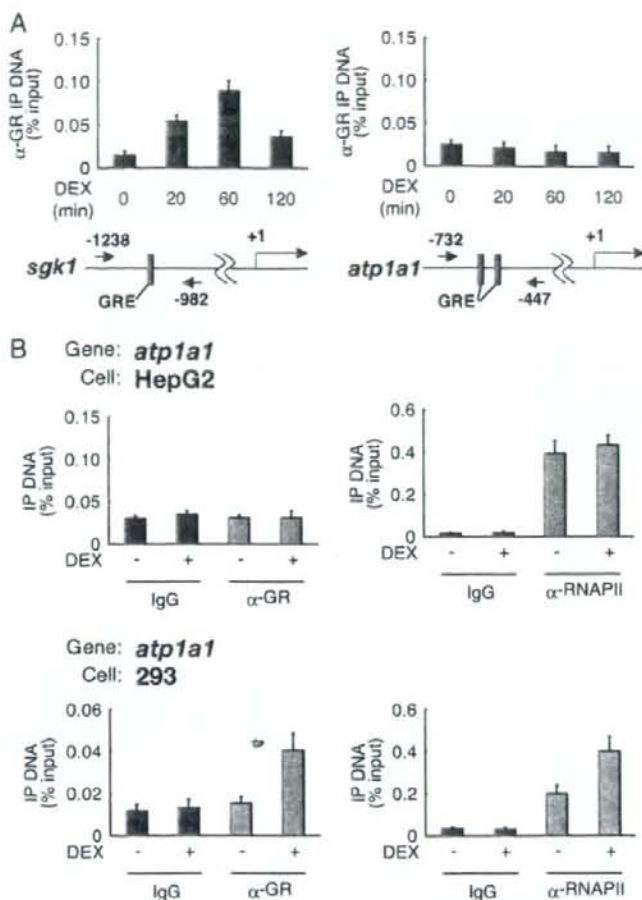 A
α-GR IP DNA
(% input)
0.15
0.10
0.05
0
DEX
(min)
0 20 60 120
α-GR IP DNA
(% input)
0.15
0.10
0.05
0
DEX
(min)
0 20 60 120
-1238
+1
sgk1
GRE
-982
-732
+1
atp1a1
GRE
-447
B
Gene: atp1a1
Cell: HepG2
IP DNA
(% input)
0.15
0.10
0.05
0
DEX - + - +
IgG α-GR
IP DNA
(% input)
0.6
0.4
0.2
0
DEX - + - +
IgG α-RNAPII
Gene: atp1a1
Cell: 293
IP DNA
(% input)
0.06
0.04
0.02
0
DEX - + - +
IgG α-GR
IP DNA
(% input)
0.6
0.4
0.2
0
DEX - + - +
IgG α-RNAPII